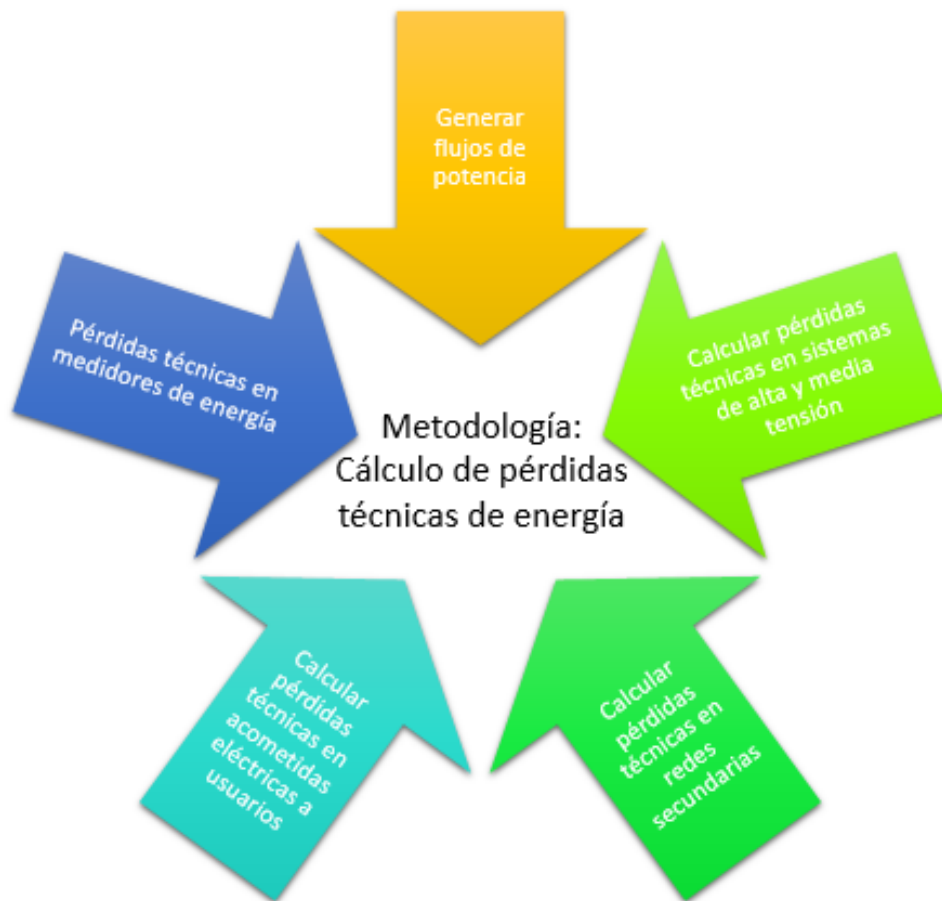 Generar
flujos de
potencia
Calcular pérdidas
técnicas en sistemas
de alta y media
tensión
Calcular
pérdidas
técnicas en
redes
secundarias
Calcular
pérdidas
técnicas en
acometidas
eléctricas a
usuarios
Pérdidas técnicas en
medidores de energía
Metodología:
Cálculo de pérdidas
técnicas de energía